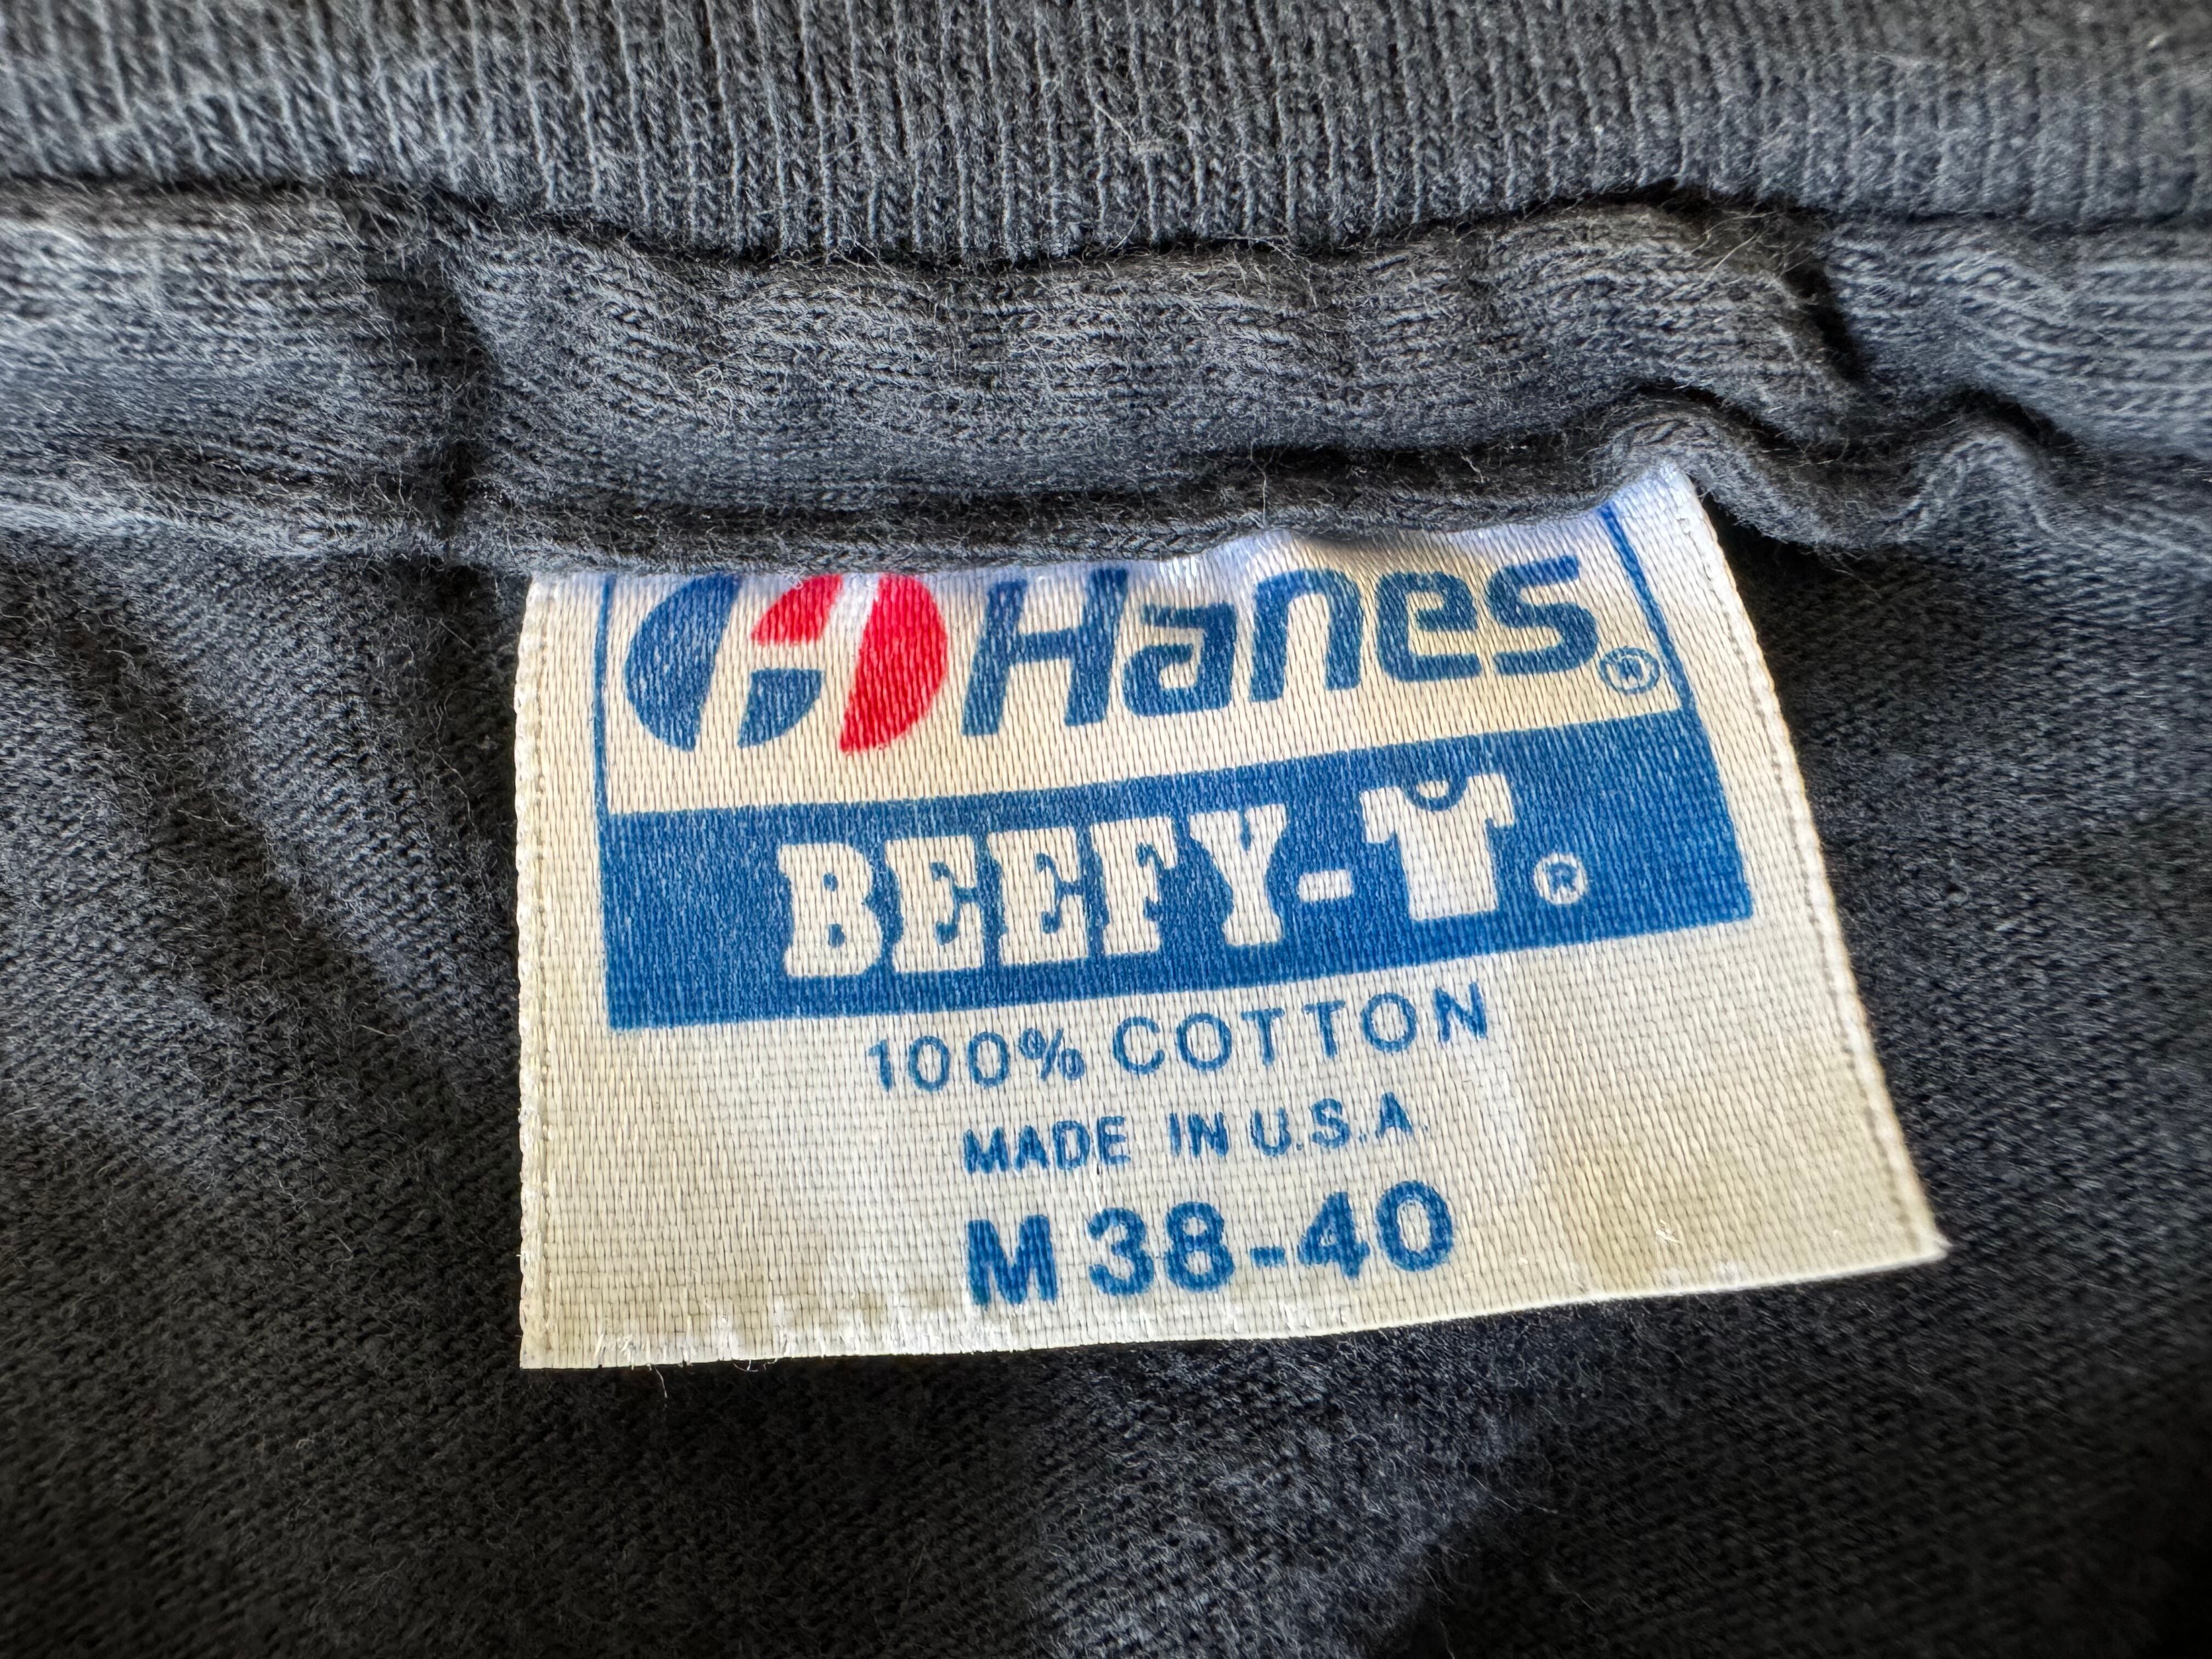 Hanes®
BEEFY-T®
100% COTTON
MADE IN U.S.A.
M 38-40